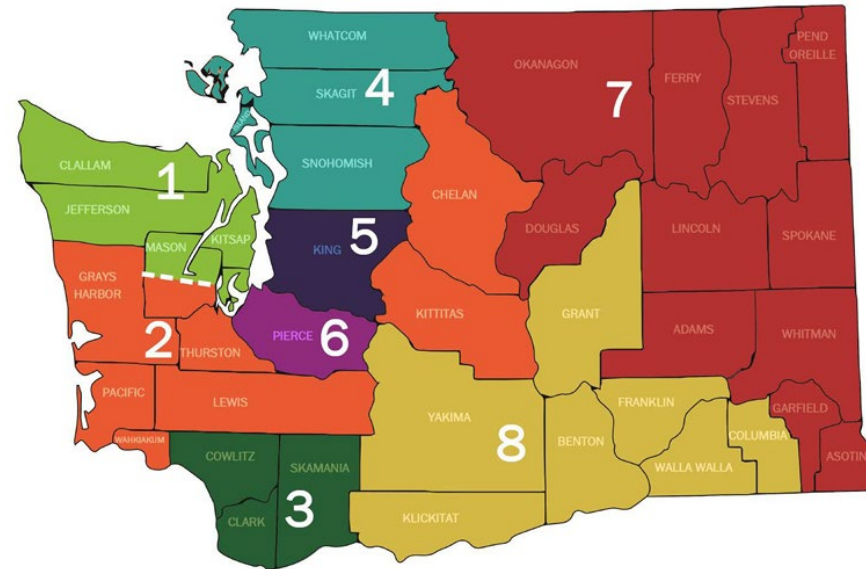 WHATCOM
SKAGIT
4
ISLAND
SNOHOMISH
OKANAGON
7
FERRY
STEVENS
PEND
OREILLE
CLALLAM
1
JEFFERSON
MASON
KITSAP
KING
5
CHELAN
DOUGLAS
LINCOLN
SPOKANE
GRAYS
HARBOR
2
THURSTON
PIERCE
6
KITTITAS
GRANT
ADAMS
WHITMAN
PACIFIC
LEWIS
WAHKIAKUM
YAKIMA
8
BENTON
FRANKLIN
WALLA WALLA
COLUMBIA
GARFIELD
ASOTIN
COWLITZ
SKAMANIA
3
CLARK
KLICKITAT